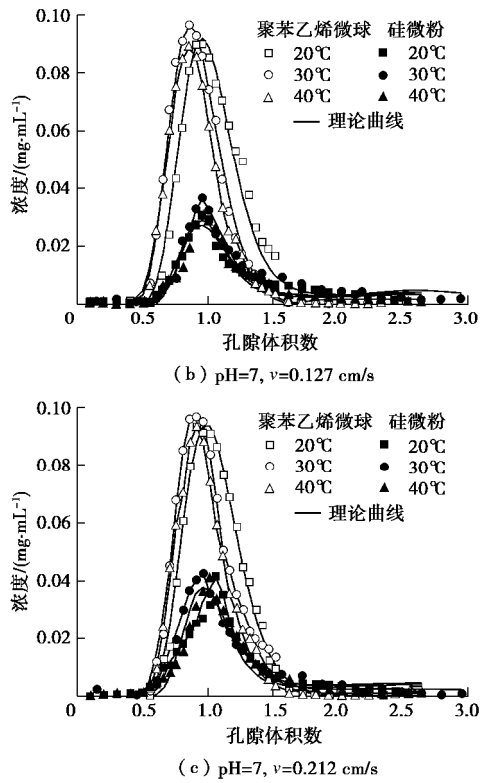 聚苯乙烯微球 硅微粉
20℃ 20℃
30℃ 30℃
40℃ 40℃
理论曲线
浓度/(mg·mL⁻¹)
0.10
0.08
0.06
0.04
0.02
0 0.5 1.0 1.5 2.0 2.5 3.0
孔隙体积数
(b) pH=7, v=0.127 cm/s
聚苯乙烯微球 硅微粉
20℃ 20℃
30℃ 30℃
40℃ 40℃
理论曲线
浓度/(mg·mL⁻¹)
0.10
0.08
0.06
0.04
0.02
0 0.5 1.0 1.5 2.0 2.5 3.0
孔隙体积数
(c) pH=7, v=0.212 cm/s